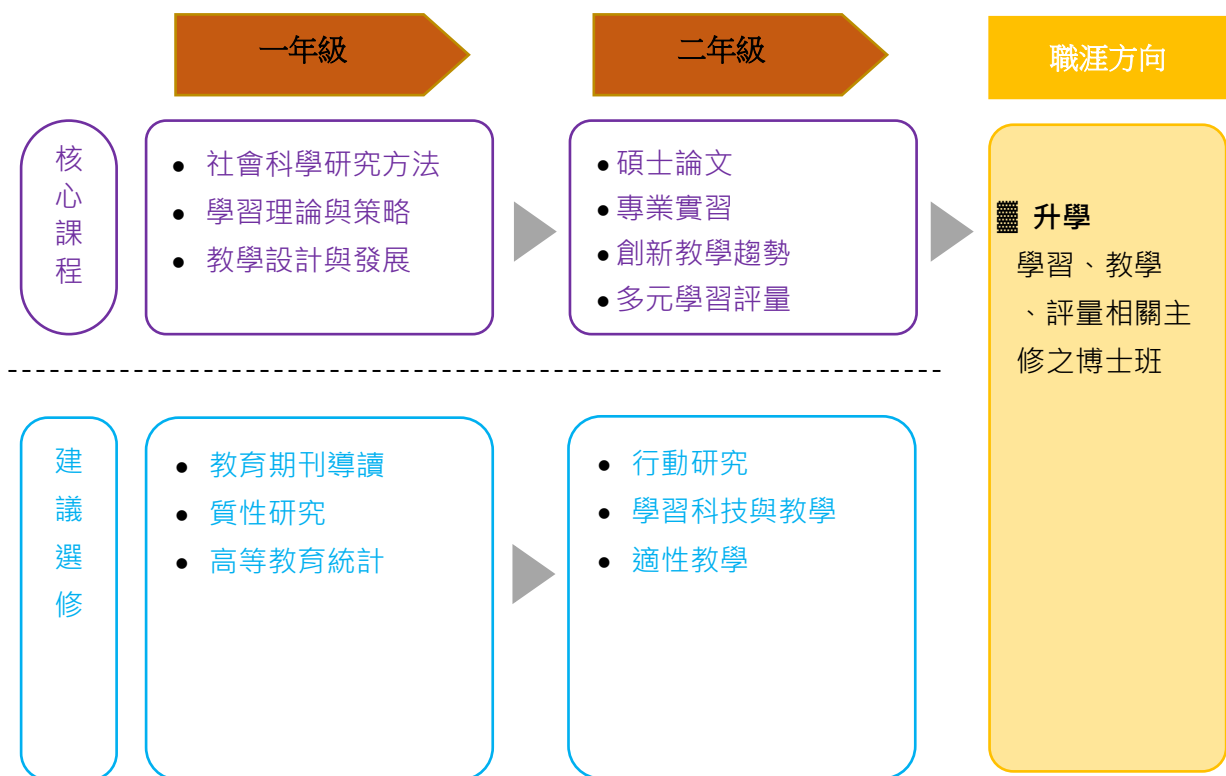 一年級
二年級
職涯方向
核心課程
• 社會科學研究方法
• 學習理論與策略
• 教學設計與發展
• 碩士論文
• 專業實習
• 創新教學趨勢
• 多元學習評量
▓ 升學
學習、教學
、評量相關主
修之博士班
建議選修
• 教育期刊導讀
• 質性研究
• 高等教育統計
• 行動研究
• 學習科技與教學
• 適性教學